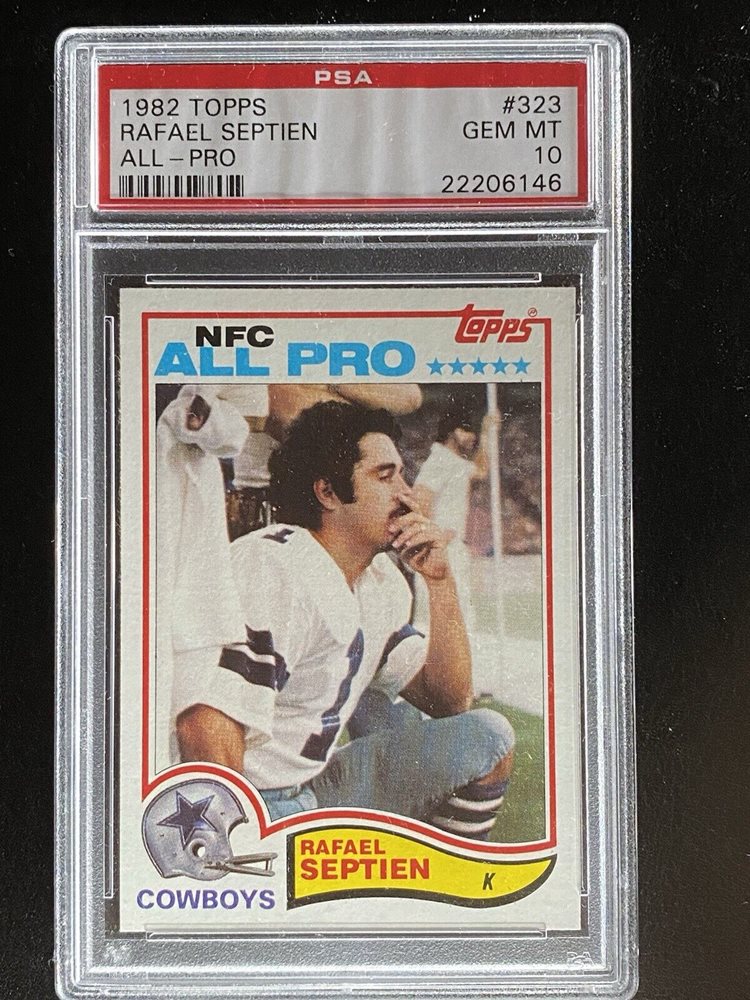 PSA
1982 TOPPS #323
RAFAEL SEPTIEN GEM MT
ALL-PRO 10
22206146
topps®
NFC
ALL PRO ★★★★★
1
RAFAEL
SEPTIEN
K
COWBOYS